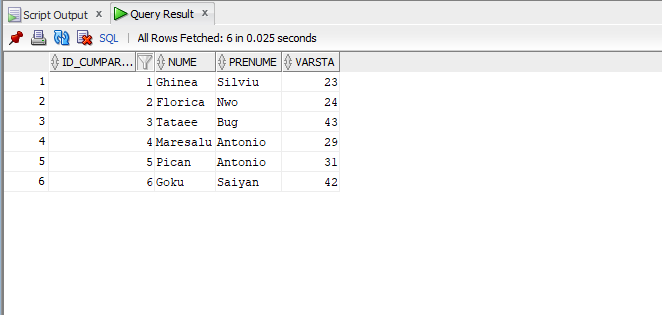 Script Output x Query Result x
SQL | All Rows Fetched: 6 in 0.025 seconds
ID_CUMPAR... NUME PRENUME VARSTA
1 1 Ghinea Silviu 23
2 2 Florica Nwo 24
3 3 Tataee Bug 43
4 4 Maresalu Antonio 29
5 5 Pican Antonio 31
6 6 Goku Saiyan 42